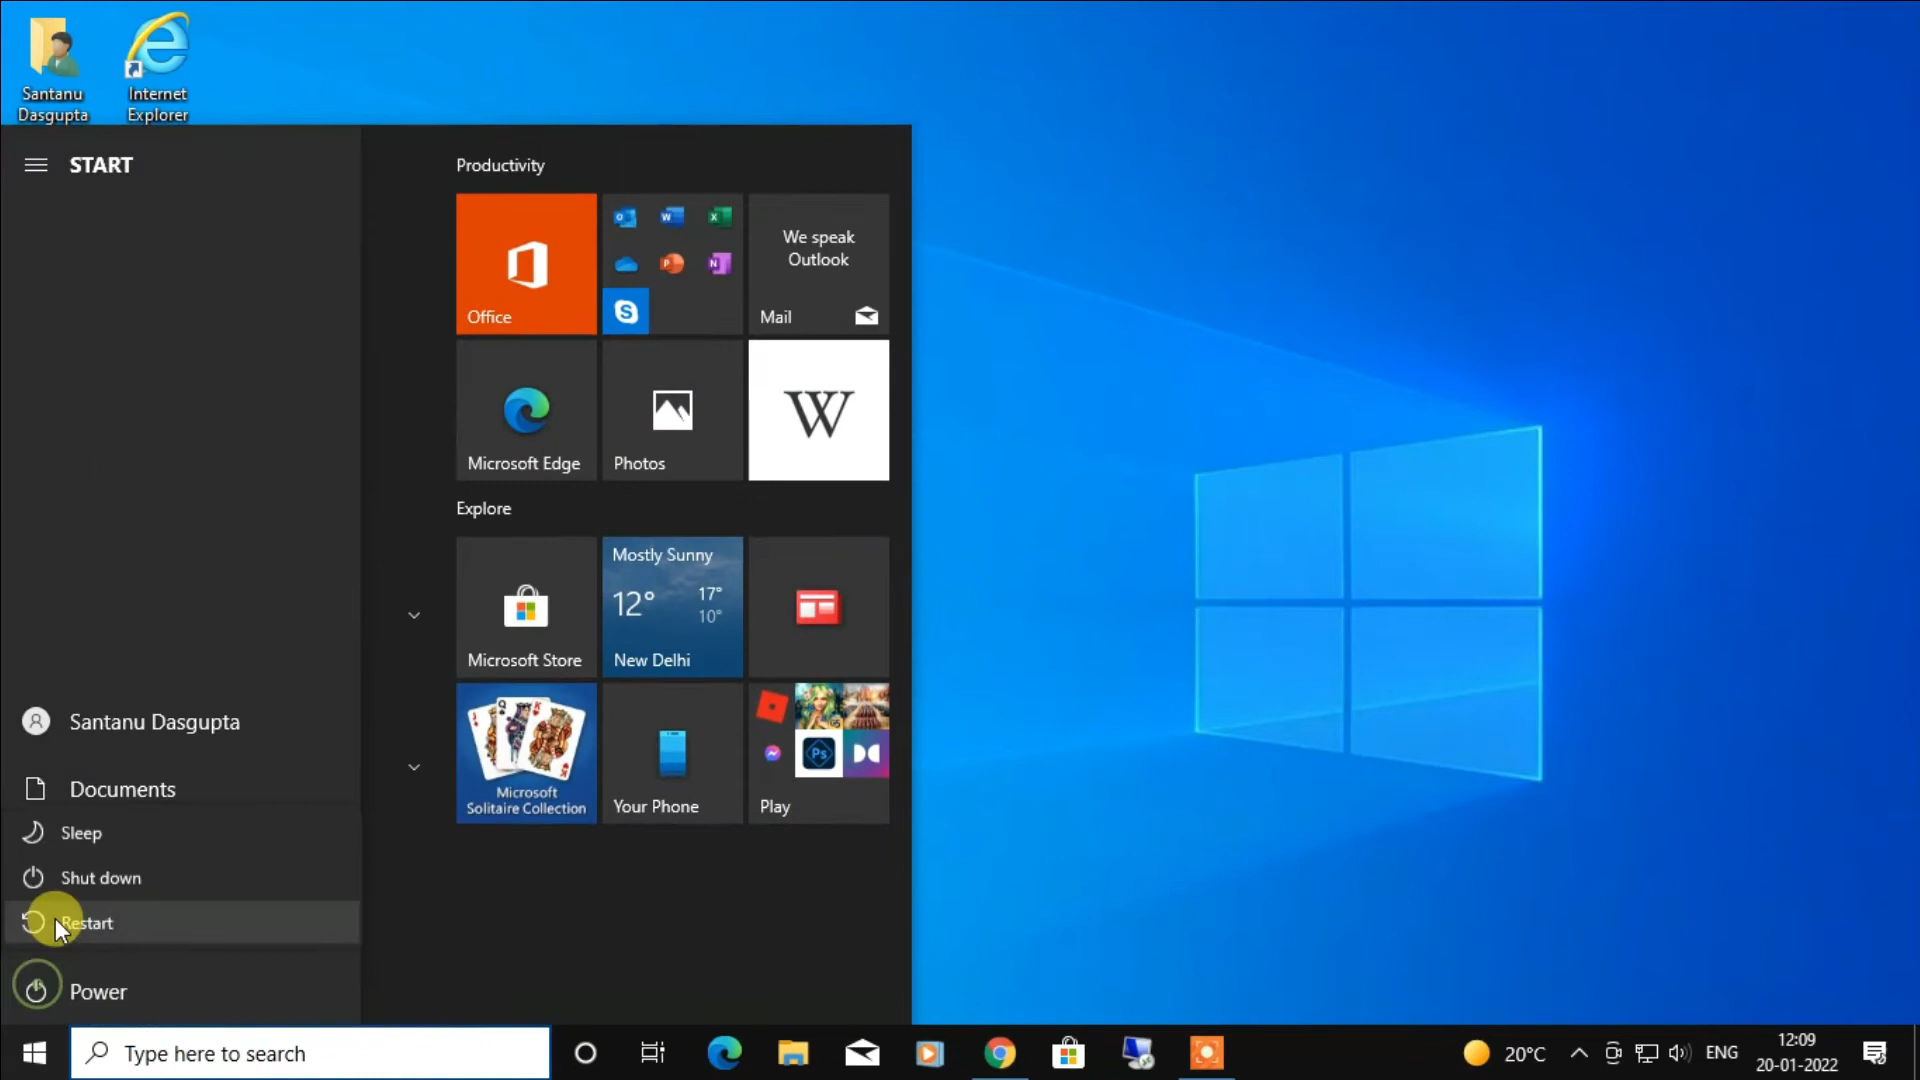 Santanu
Dasgupta
Internet
Explorer
START
Productivity
Office
We speak
Outlook
Mail
Microsoft Edge
Photos
W
Explore
Microsoft Store
Mostly Sunny
12°
17°
10°
New Delhi
Microsoft
Solitaire Collection
Your Phone
Ps
Play
Santanu Dasgupta
Documents
Sleep
Shut down
Restart
Power
Type here to search
20°C
ENG
12:09
20-01-2022